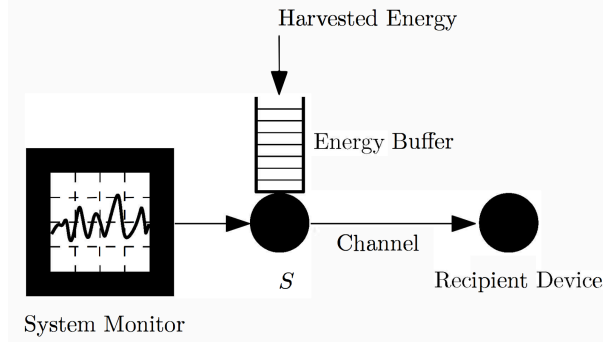 Harvested Energy
Energy Buffer
Channel
S
Recipient Device
System Monitor